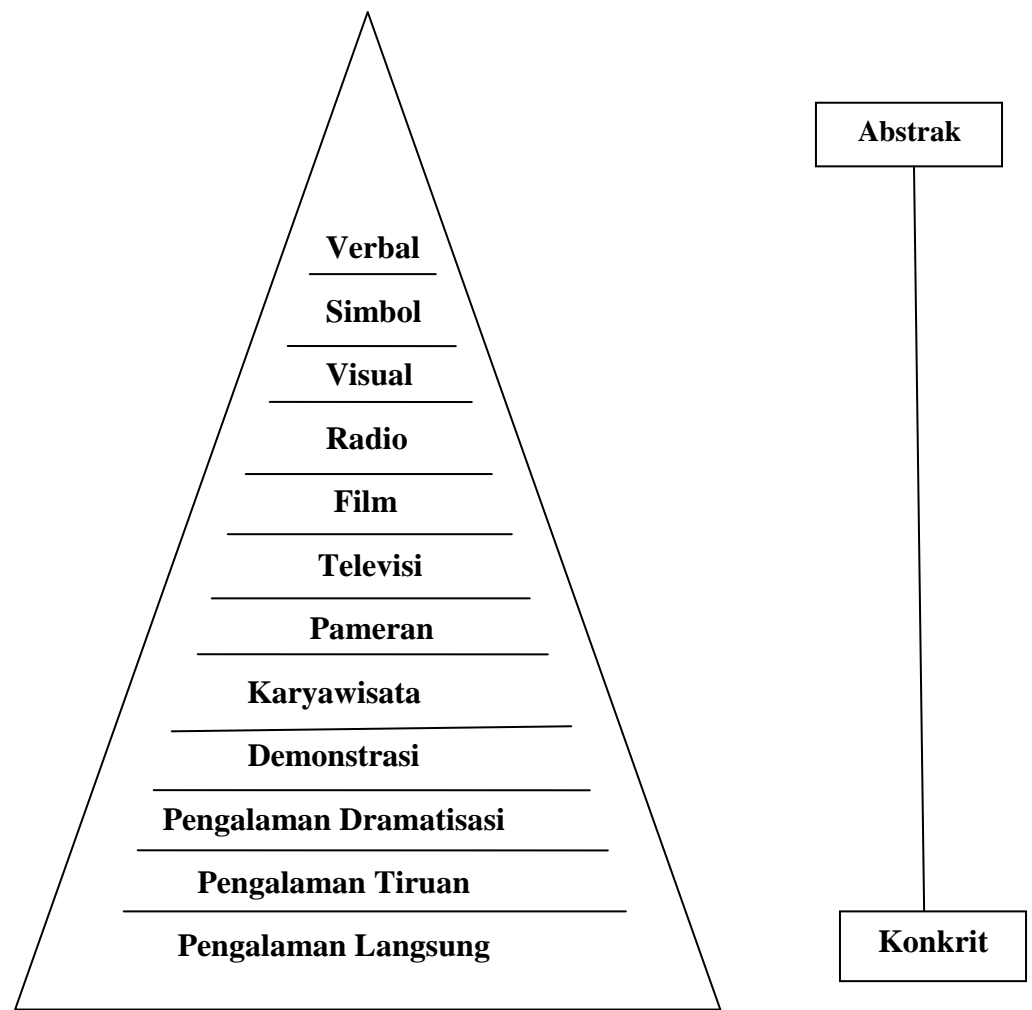 Abstrak
Verbal
Simbol
Visual
Radio
Film
Televisi
Pameran
Karyawisata
Demonstrasi
Pengalaman Dramatisasi
Pengalaman Tiruan
Pengalaman Langsung
Konkrit